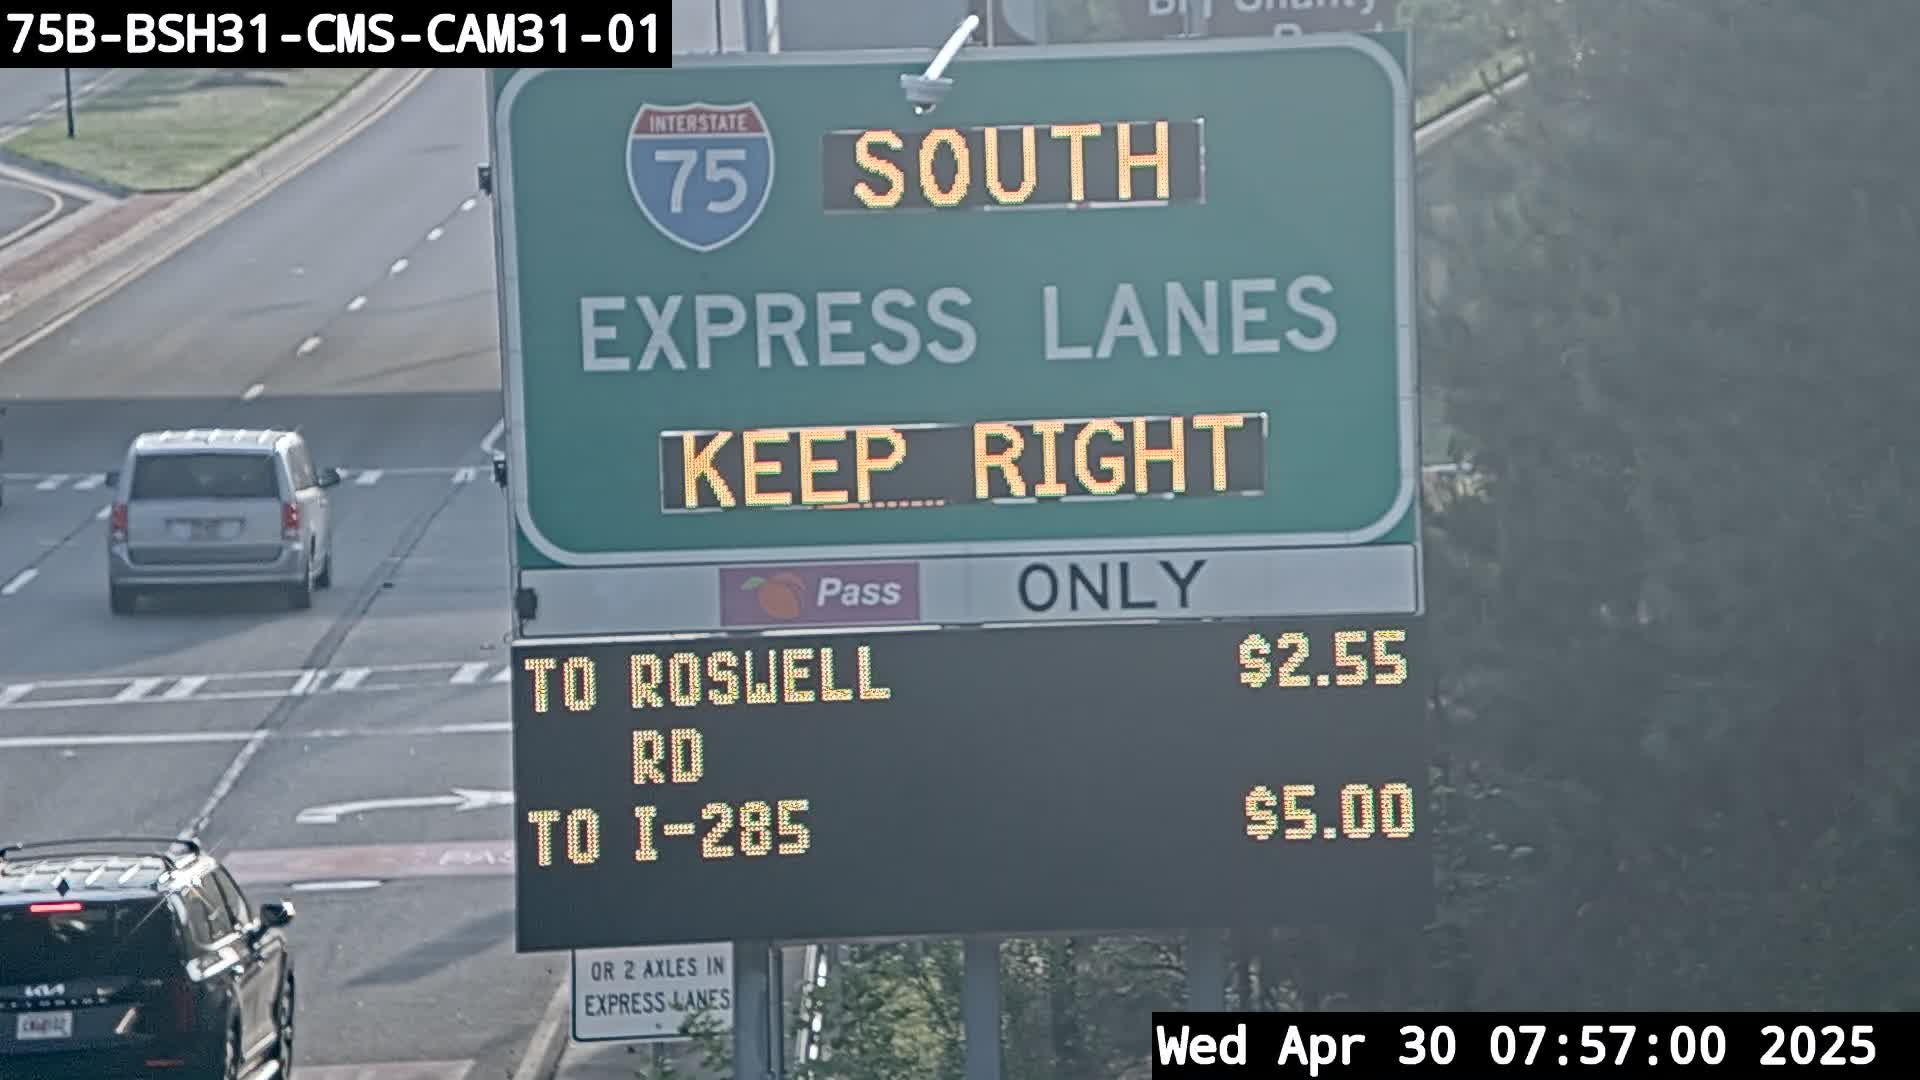 75B-BSH31-CMS-CAM31-01
INTERSTATE
75
SOUTH
EXPRESS LANES
KEEP RIGHT
Pass ONLY
TO ROSWELL $2.55
RD
TO I-285 $5.00
OR 2 AXLES IN
EXPRESS LANES
KIA
Wed Apr 30 07:57:00 2025